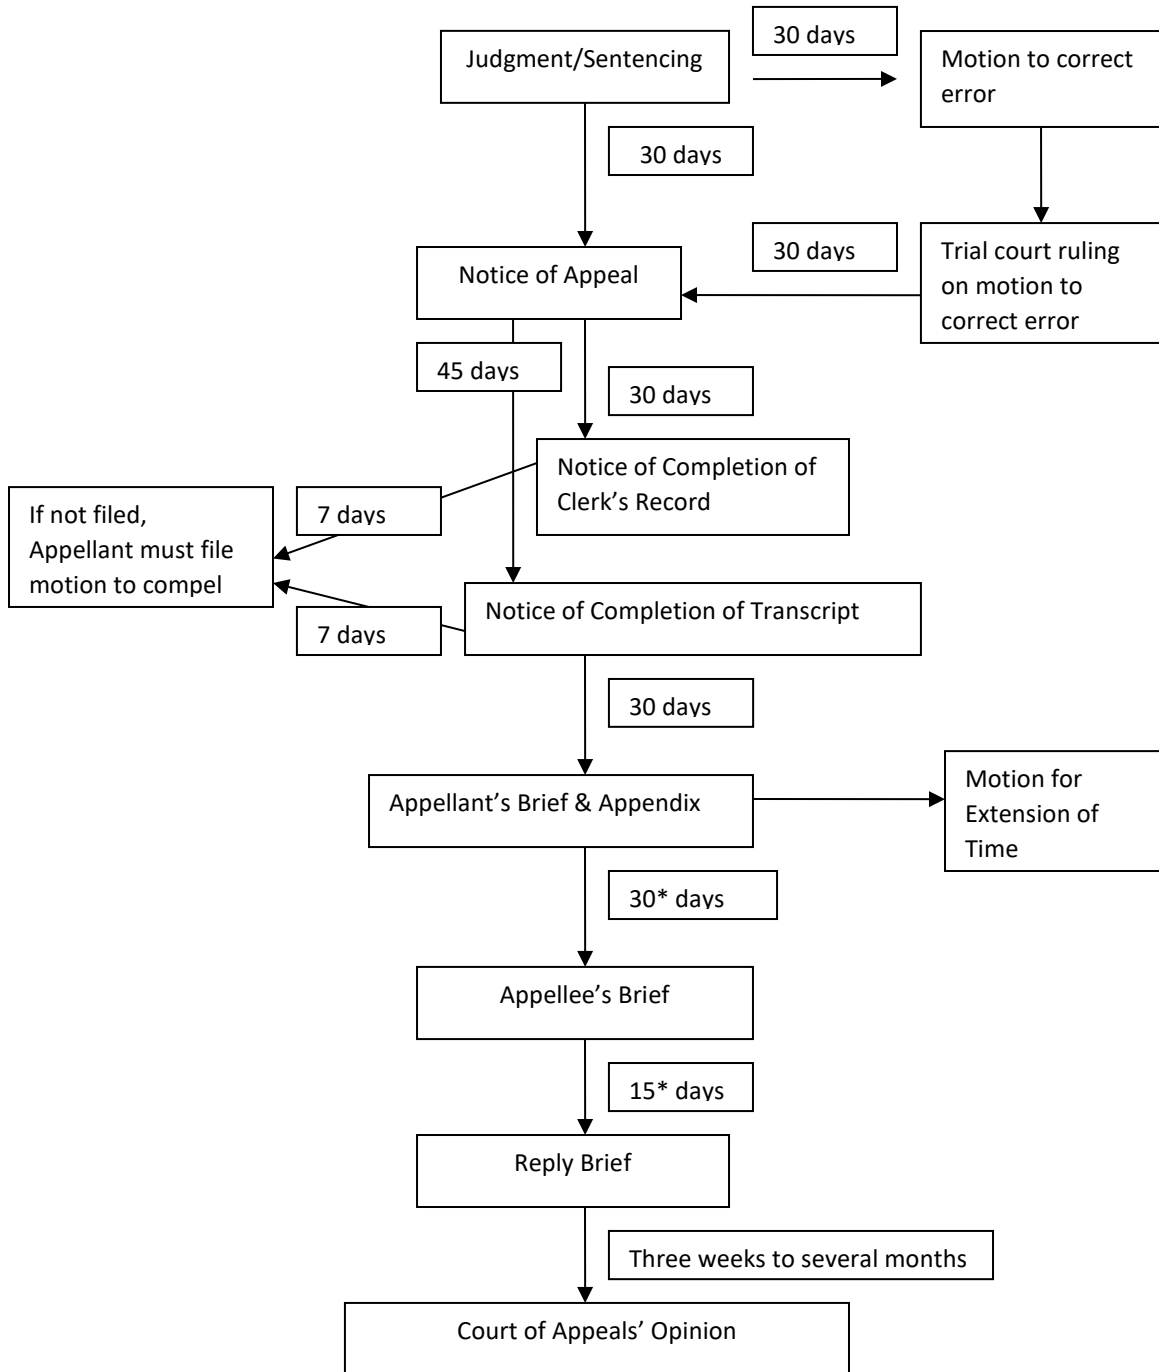 30 days
Judgment/Sentencing
Motion to correct
error
30 days
30 days
Trial court ruling
on motion to
correct error
Notice of Appeal
45 days
30 days
Notice of Completion of
Clerk’s Record
7 days
If not filed,
Appellant must file
motion to compel
Notice of Completion of Transcript
7 days
30 days
Motion for
Extension of
Time
Appellant’s Brief & Appendix
30* days
Appellee’s Brief
15* days
Reply Brief
Three weeks to several months
Court of Appeals’ Opinion